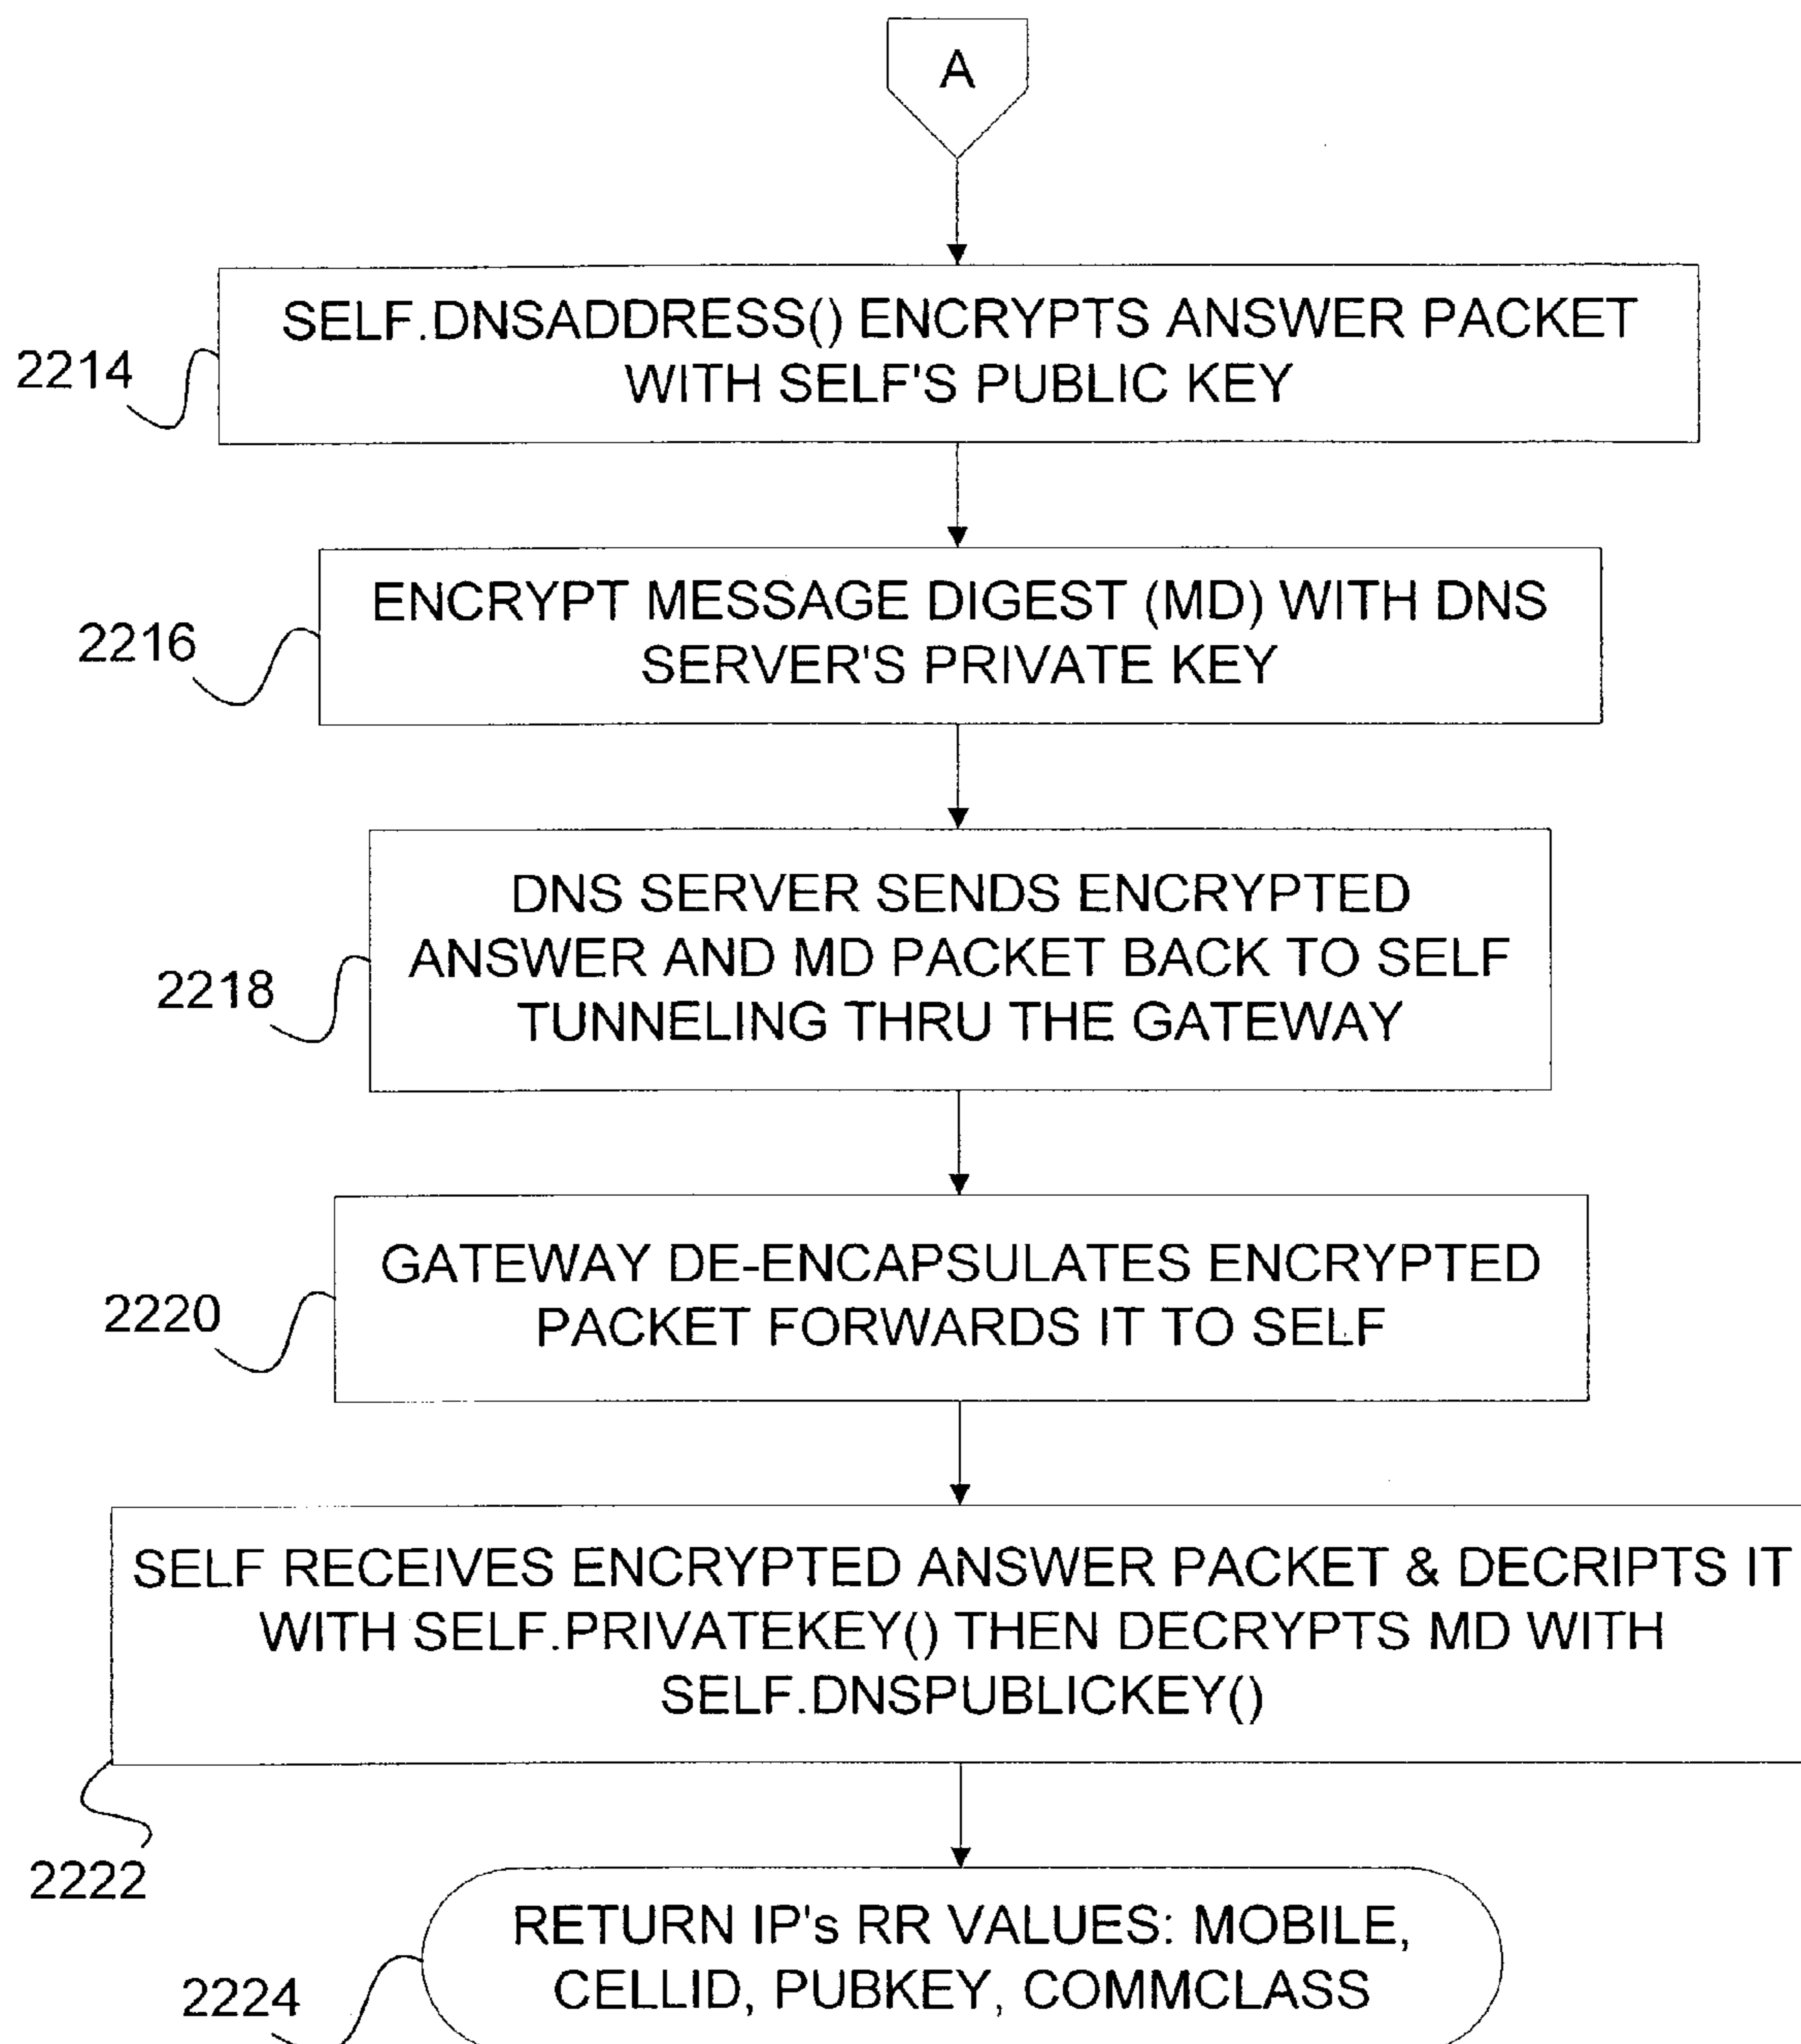 A
SELF.DNSADDRESS() ENCRYPTS ANSWER PACKET
WITH SELF'S PUBLIC KEY
2214
ENCRYPT MESSAGE DIGEST (MD) WITH DNS
SERVER'S PRIVATE KEY
2216
DNS SERVER SENDS ENCRYPTED
ANSWER AND MD PACKET BACK TO SELF
TUNNELING THRU THE GATEWAY
2218
GATEWAY DE-ENCAPSULATES ENCRYPTED
PACKET FORWARDS IT TO SELF
2220
SELF RECEIVES ENCRYPTED ANSWER PACKET & DECRIPTS IT
WITH SELF.PRIVATEKEY() THEN DECRYPTS MD WITH
SELF.DNSPUBLICKEY()
2222
RETURN IP's RR VALUES: MOBILE,
CELLID, PUBKEY, COMMCLASS
2224